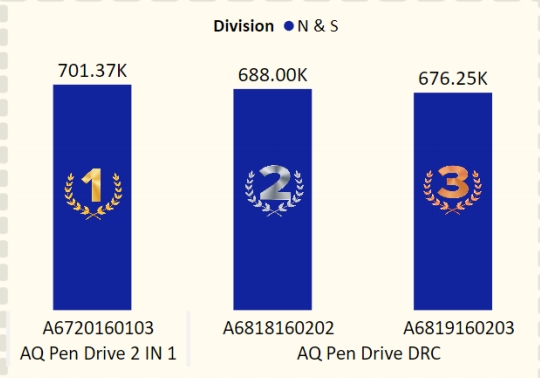 Division N & S
701.37K 688.00K 676.25K
1 2 3
A6720160103 A6818160202 A6819160203
AQ Pen Drive 2 IN 1 AQ Pen Drive DRC